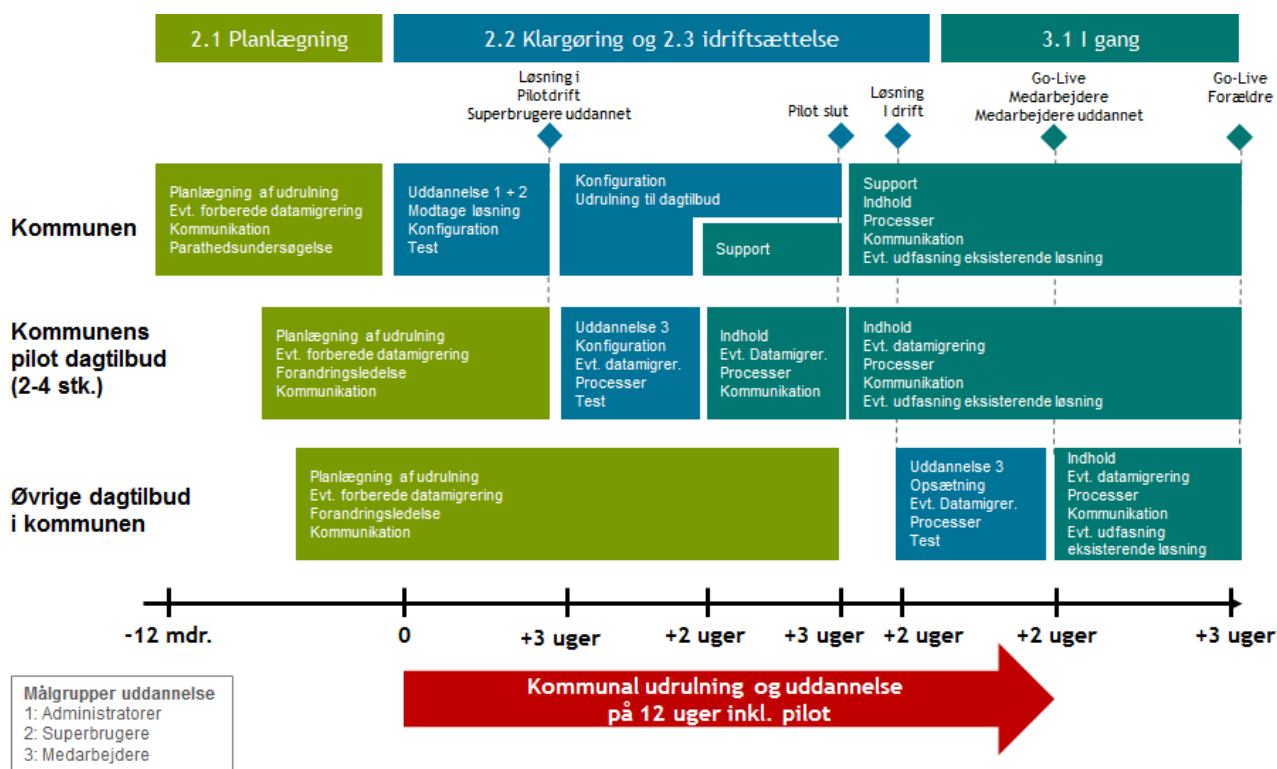 2.1 Planlægning
2.2 Klargøring og 2.3 idriftsættelse
3.1 I gang
Løsning i
Pilotdrift
Superbrugere uddannet
Pilot slut
Løsning
I drift
Go-Live
Medarbejdere
Medarbejdere uddannet
Go-Live
Forældre
Kommunen
Planlægning af udrulning
Evt. forberede datamigrering
Kommunikation
Parathedsundersøgelse
Uddannelse 1 + 2
Modtage løsning
Konfiguration
Test
Konfiguration
Udrulning til dagtilbud
Support
Support
Indhold
Processer
Kommunikation
Evt. udfasning eksisterende løsning
Kommunens
pilot dagtilbud
(2-4 stk.)
Planlægning af udrulning
Evt. forberede datamigrering
Forandringsledelse
Kommunikation
Uddannelse 3
Konfiguration
Evt. datamigrer.
Processer
Test
Indhold
Evt. Datamigrer.
Processer
Kommunikation
Indhold
Evt. datamigrering
Processer
Kommunikation
Evt. udfasning eksisterende løsning
Øvrige dagtilbud
i kommunen
Planlægning af udrulning
Evt. forberede datamigrering
Forandringsledelse
Kommunikation
Uddannelse 3
Opsætning
Evt. Datamigrer.
Processer
Test
Indhold
Evt. datamigrering
Processer
Kommunikation
Evt. udfasning
eksisterende løsning
-12 mdr.
0
+3 uger
+2 uger
+3 uger
+2 uger
+2 uger
+3 uger
Kommunal udrulning og uddannelse
på 12 uger inkl. pilot
Målgrupper uddannelse
1: Administratorer
2: Superbrugere
3: Medarbejdere